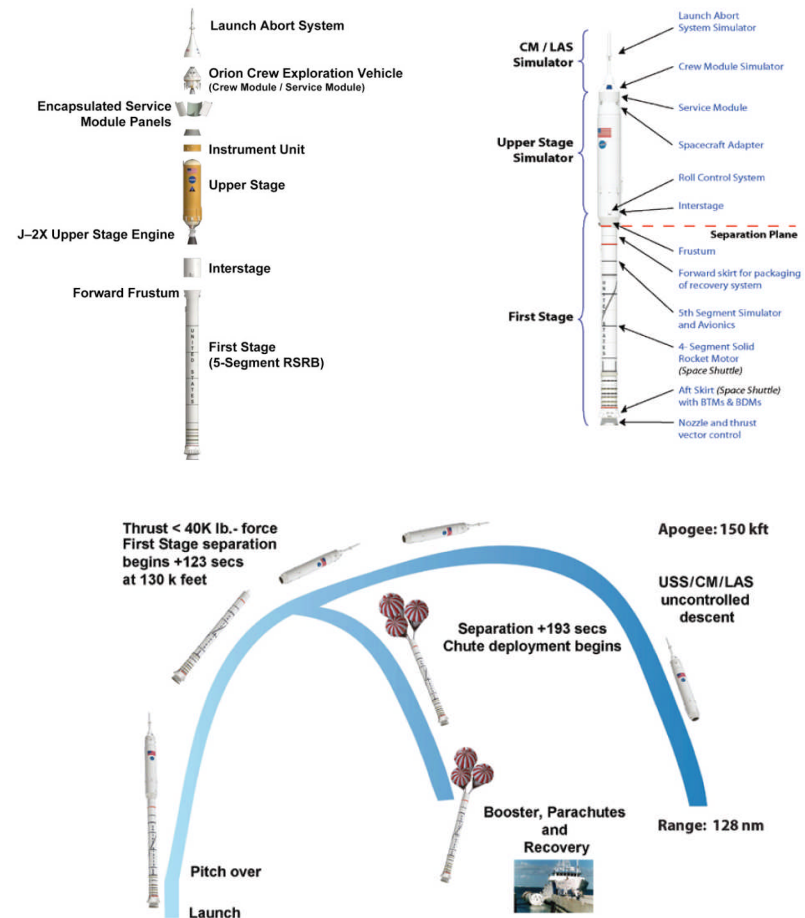 Launch Abort System
Orion Crew Exploration Vehicle
(Crew Module / Service Module)
Encapsulated Service
Module Panels
Instrument Unit
Upper Stage
J–2X Upper Stage Engine
Interstage
Forward Frustum
First Stage
(5-Segment RSRB)
UNITED STATES
CM / LAS
Simulator
Upper Stage
Simulator
First Stage
Launch Abort
System Simulator
Crew Module Simulator
Service Module
Spacecraft Adapter
Roll Control System
Interstage
Separation Plane
Frustum
Forward skirt for packaging
of recovery system
5th Segment Simulator
and Avionics
4- Segment Solid
Rocket Motor
(Space Shuttle)
Aft Skirt (Space Shuttle)
with BTMs & BDMs
Nozzle and thrust
vector control
UNITED STATES
Thrust < 40K lb.- force
First Stage separation
begins +123 secs
at 130 k feet
Apogee: 150 kft
USS/CM/LAS
uncontrolled
descent
Separation +193 secs
Chute deployment begins
Booster, Parachutes
and
Recovery
Range: 128 nm
Pitch over
Launch